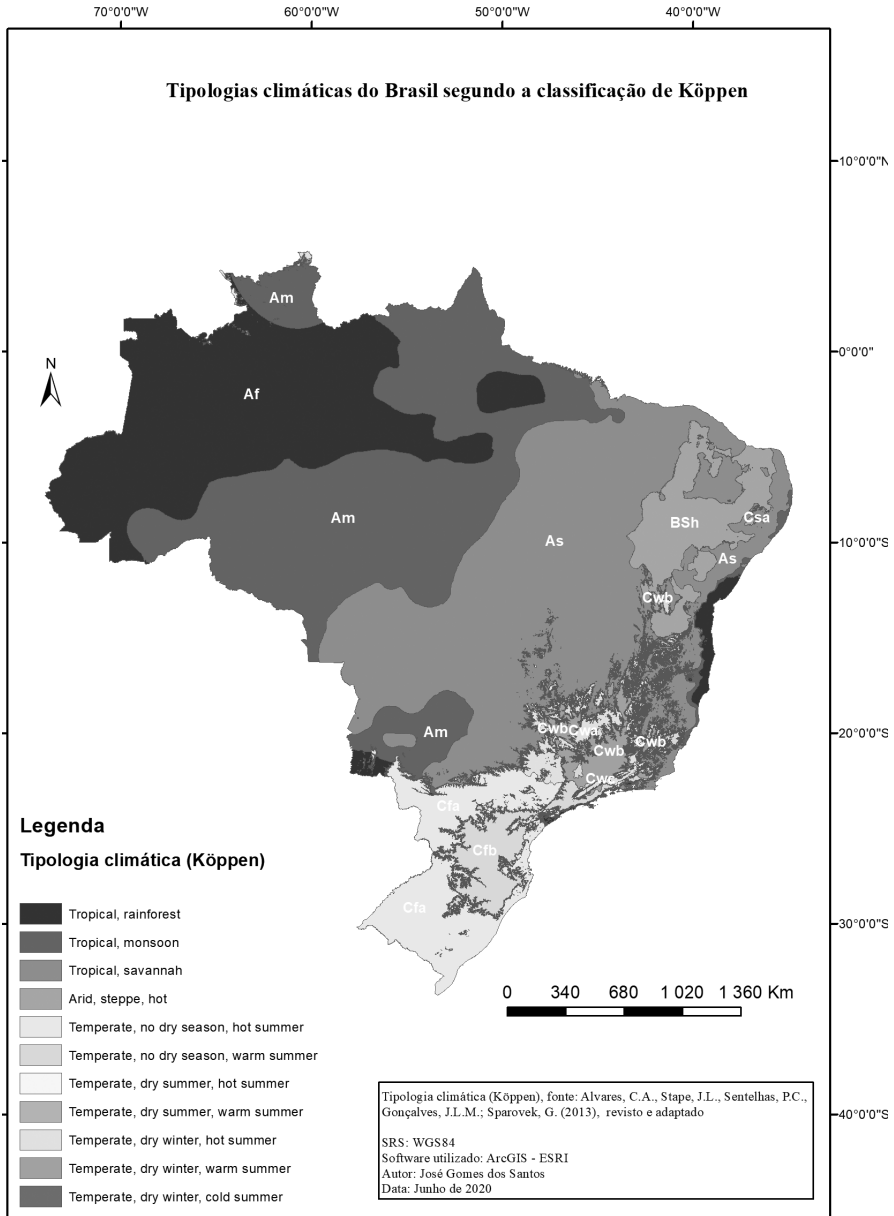 70°0'0"W 60°0'0"W 50°0'0"W 40°0'0"W
Tipologias climáticas do Brasil segundo a classificação de Köppen
10°0'0"N
Am
0°0'0"
N
Af
Am
BSh
Csa
As
10°0'0"S
As
Cwb
Am
20°0'0"S
Cwb
Cwb
Cwb
Cfa
Legenda
Cfb
Tipologia climática (Köppen)
Cfa
Tropical, rainforest
30°0'0"S
Tropical, monsoon
Tropical, savannah
0 340 680 1 020 1 360 Km
Arid, steppe, hot
Temperate, no dry season, hot summer
Temperate, no dry season, warm summer
Temperate, dry summer, hot summer
Temperate, dry summer, warm summer
Temperate, dry winter, hot summer
Temperate, dry winter, warm summer
Temperate, dry winter, cold summer
Tipologia climática (Köppen), fonte: Alvares, C.A., Stape, J.L., Sentelhas, P.C.,
Gonçalves, J.L.M.; Sparovek, G. (2013), revisto e adaptado
40°0'0"S
SRS: WGS84
Software utilizado: ArcGIS - ESRI
Autor: José Gomes dos Santos
Data: Junho de 2020